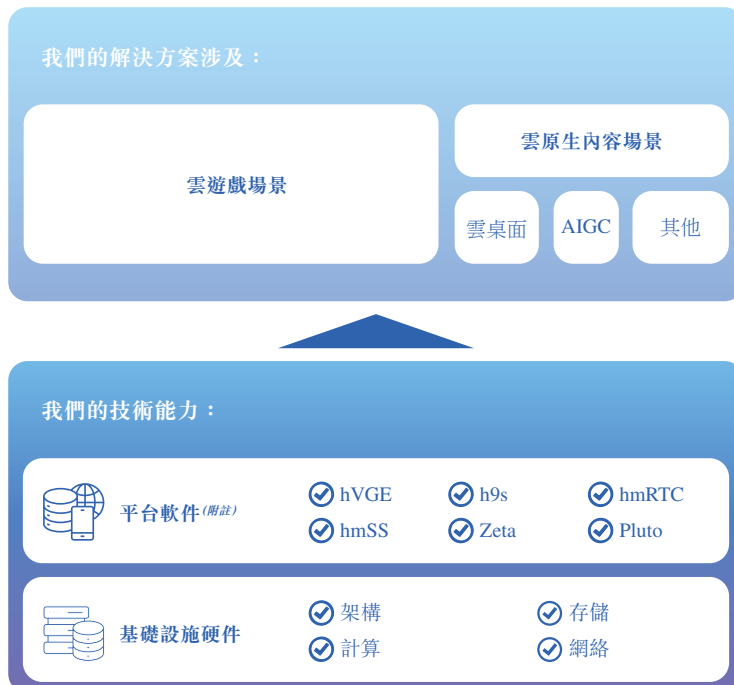 我們的解決方案涉及：
雲遊戲場景
雲原生內容場景
雲桌面
AIGC
其他
我們的技術能力：
平台軟件(附註)
hVGE
h9s
hmRTC
hmSS
Zeta
Pluto
基礎設施硬件
架構
存儲
計算
網絡